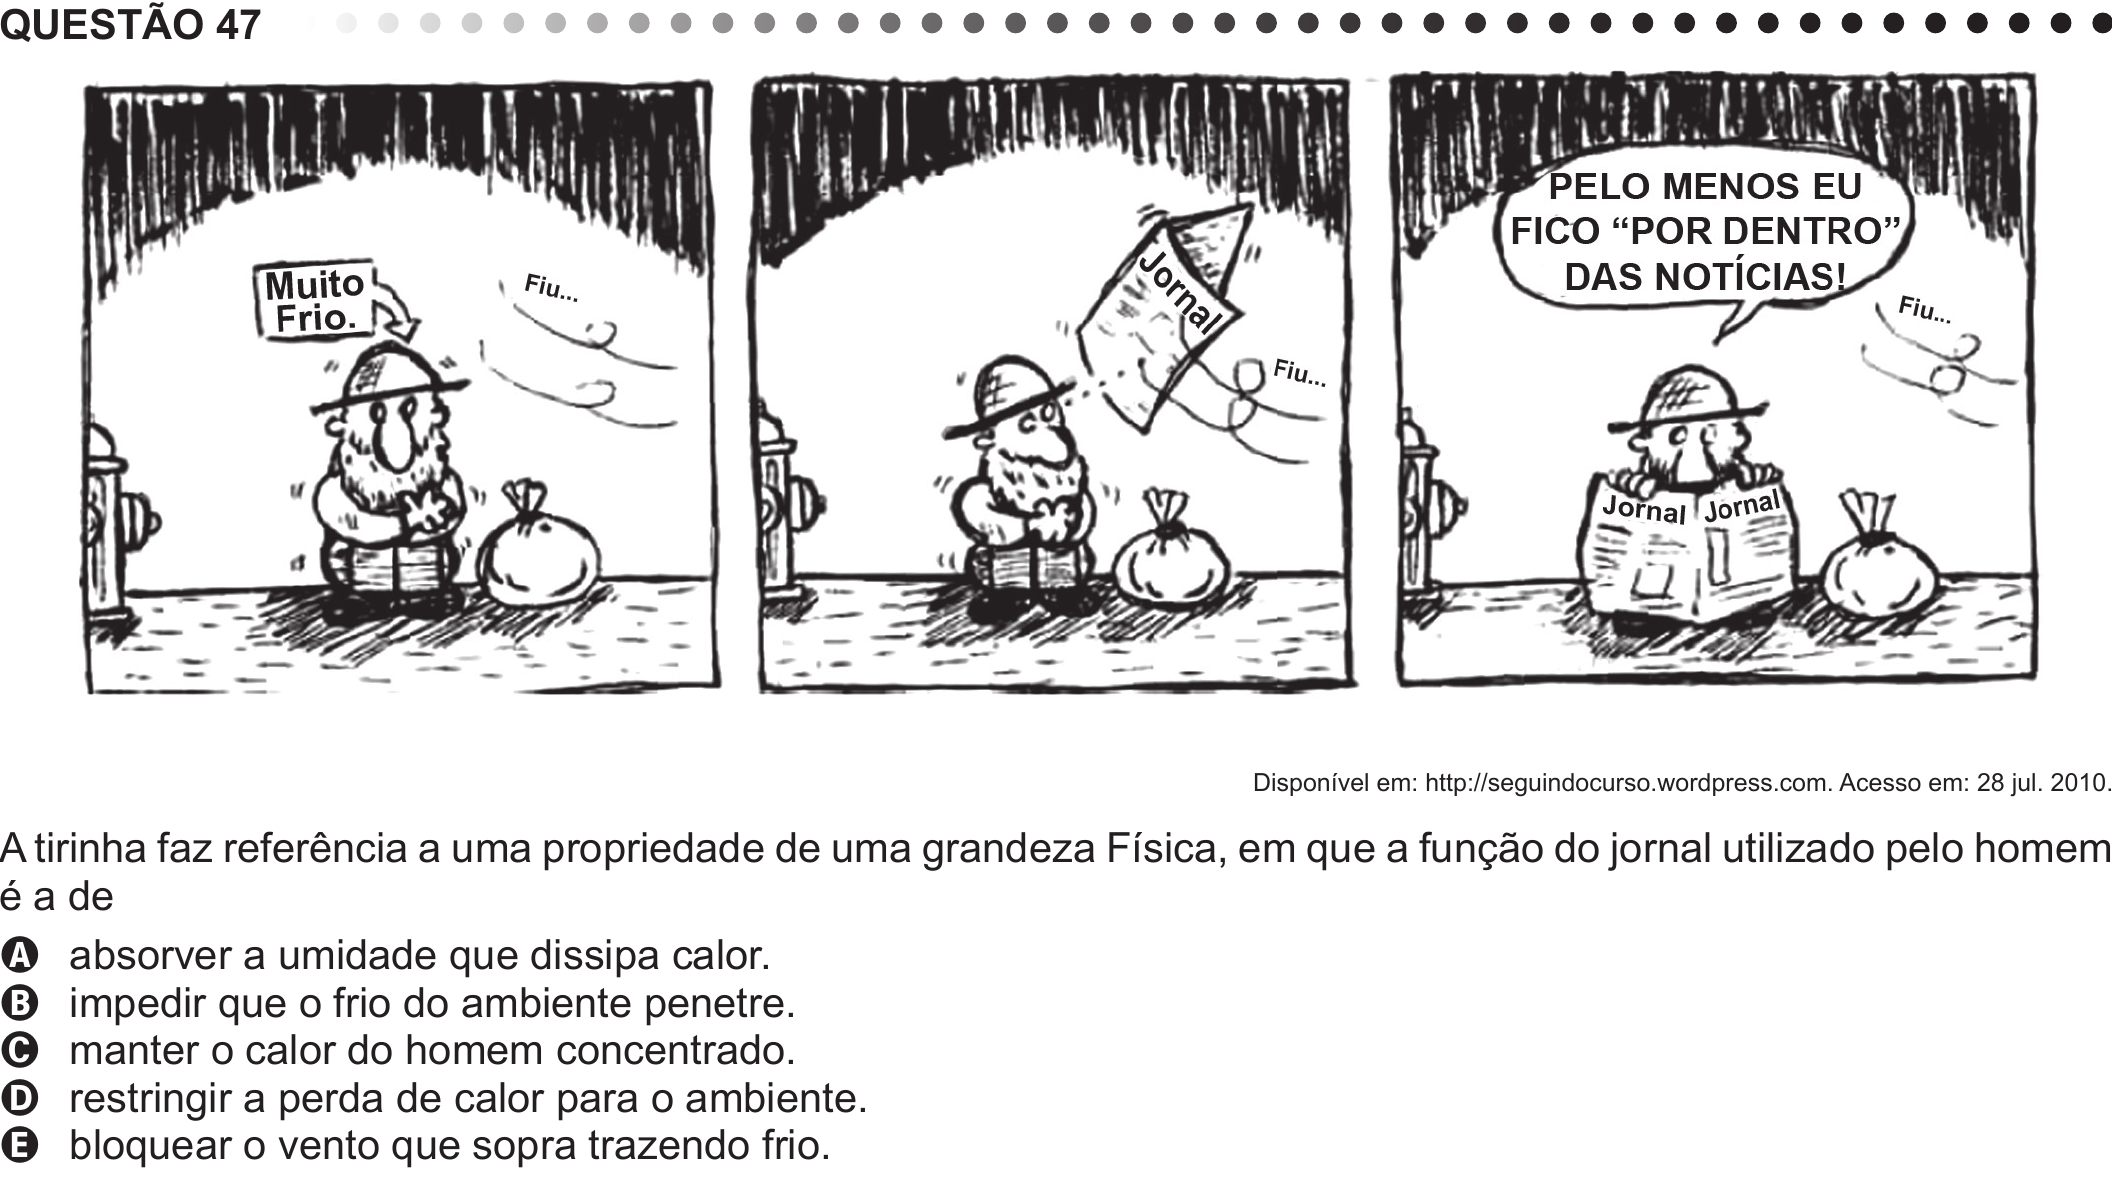 QUESTÃO 47
Muito
Frio.
Fiu...
Jornal
Fiu...
PELO MENOS EU
FICO “POR DENTRO”
DAS NOTÍCIAS!
Fiu...
Jornal Jornal
Disponível em: http://seguindocurso.wordpress.com. Acesso em: 28 jul. 2010.
A tirinha faz referência a uma propriedade de uma grandeza Física, em que a função do jornal utilizado pelo homem
é a de
A absorver a umidade que dissipa calor.
B impedir que o frio do ambiente penetre.
C manter o calor do homem concentrado.
D restringir a perda de calor para o ambiente.
E bloquear o vento que sopra trazendo frio.